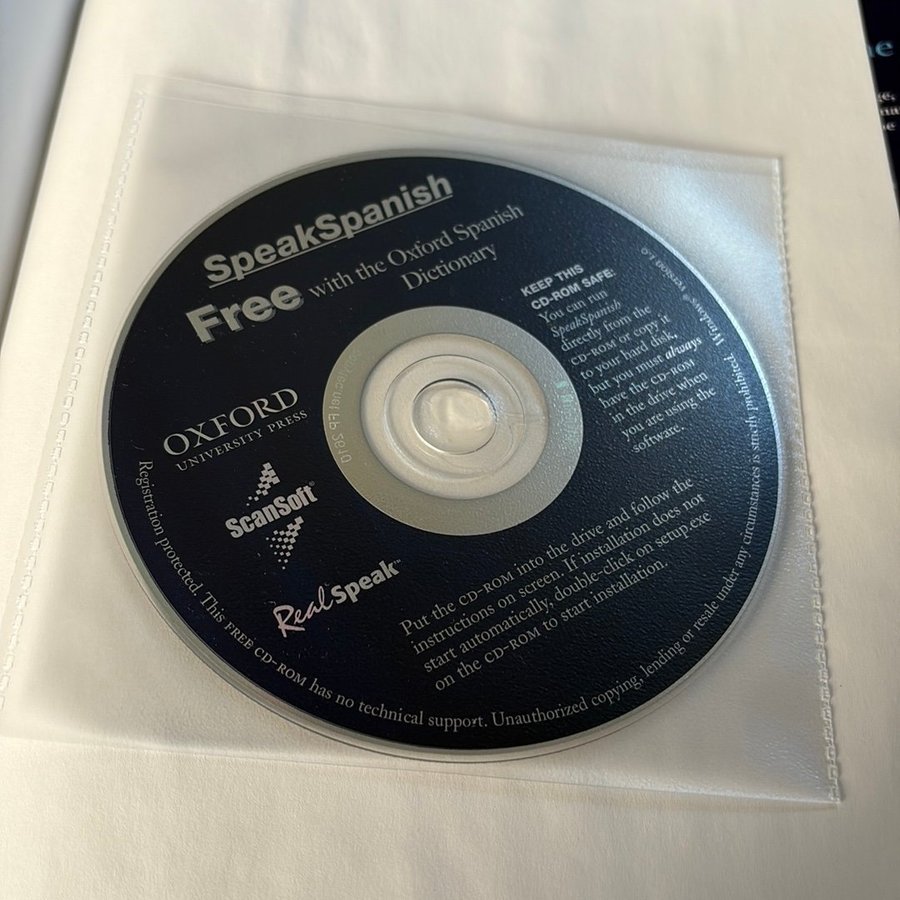 SpeakSpanish
Free with the Oxford Spanish
Dictionary
KEEP THIS
CD-ROM SAFE:
You can run
SpeakSpanish
directly from the
CD-ROM or copy it
to your hard disk,
but you must always
have the CD-ROM
in the drive when
you are using the
software.
OXFORD
UNIVERSITY PRESS
ScanSoft®
RealSpeak™
Put the CD-ROM into the drive and follow the
instructions on screen. If installation does not
start automatically, double-click on setup.exe
on the CD-ROM to start installation.
Registration protected. This FREE CD-ROM has no technical support. Unauthorized copying, lending or resale under any circumstances is strictly prohibited. Windows®